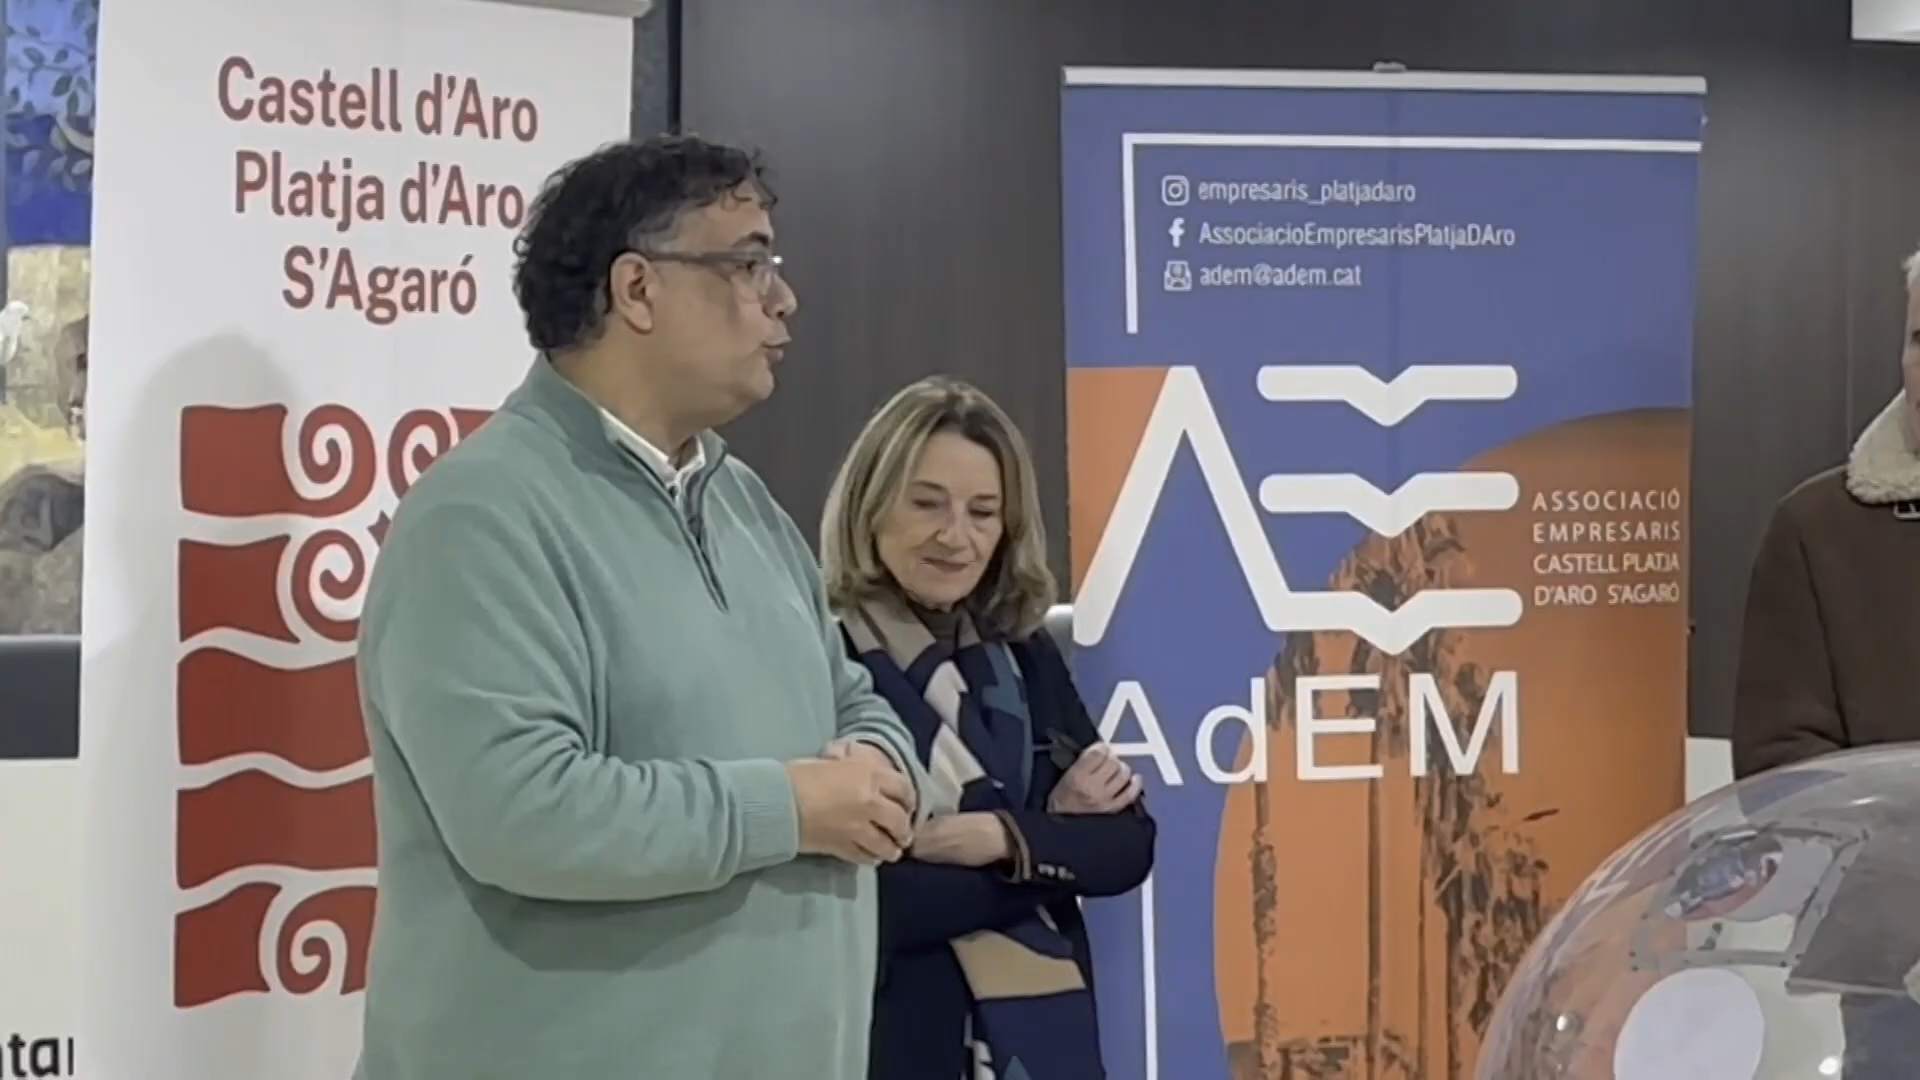 Castell d'Aro
Platja d'Aro
S'Agaró
empresaris_platjadaro
AssociacioEmpresarisPlatjaDAro
adem@adem.cat
ASSOCIACIÓ
EMPRESARIS
CASTELL PLATJA
D'ARO S'AGARÓ
AdEM